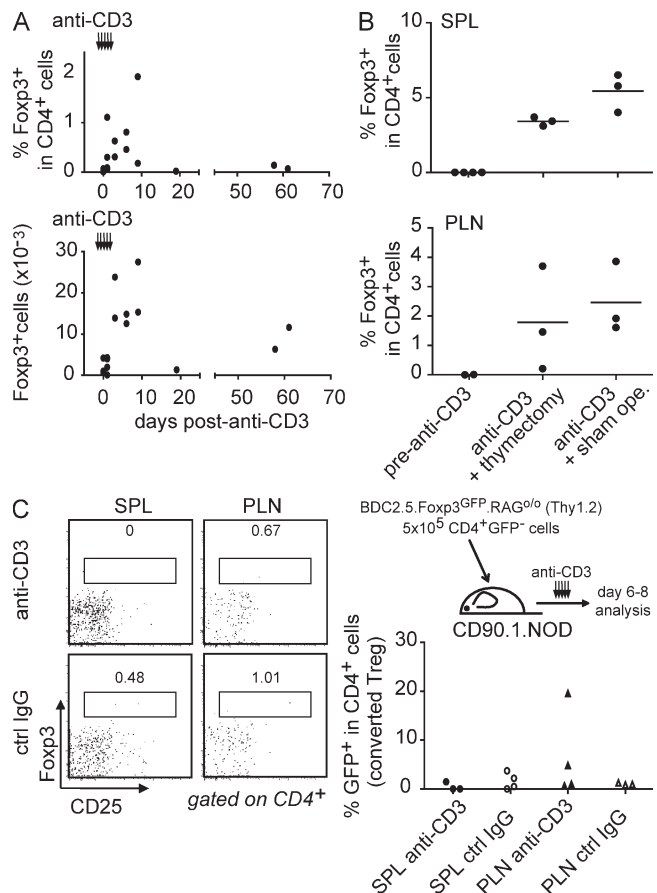 A
anti-CD3
% Foxp3+
in CD4+ cells
2
1
0
0 10 20 50 60 70
anti-CD3
Foxp3+cells (x10-3)
30
20
10
0
0 10 20 50 60 70
days post-anti-CD3
B
SPL
% Foxp3+
in CD4+cells
10
5
0
PLN
% Foxp3+
in CD4+cells
5
4
3
2
1
0
pre-anti-CD3
anti-CD3
+ thymectomy
anti-CD3
+ sham ope.
C
SPL PLN
anti-CD3
0
0.67
ctrl IgG
0.48
1.01
Foxp3
CD25
gated on CD4+
BDC2.5.Foxp3GFP.RAGo/o (Thy1.2)
5x105 CD4+GFP- cells
anti-CD3
day 6-8
analysis
CD90.1.NOD
% GFP+ in CD4+ cells
(converted Treg)
30
20
10
0
SPL anti-CD3
SPL ctrl IgG
PLN anti-CD3
PLN ctrl IgG